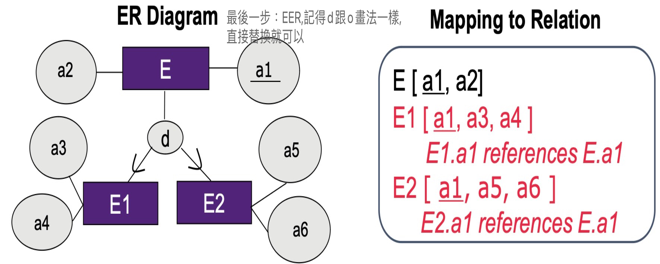 ER Diagram
最後一步：EER,記得d跟o畫法一樣,
直接替換就可以
Mapping to Relation
a2
E
a1
d
a3
a5
E1
E2
a4
a6
E [ a1, a2]
E1 [ a1, a3, a4 ]
E1.a1 references E.a1
E2 [ a1, a5, a6 ]
E2.a1 references E.a1